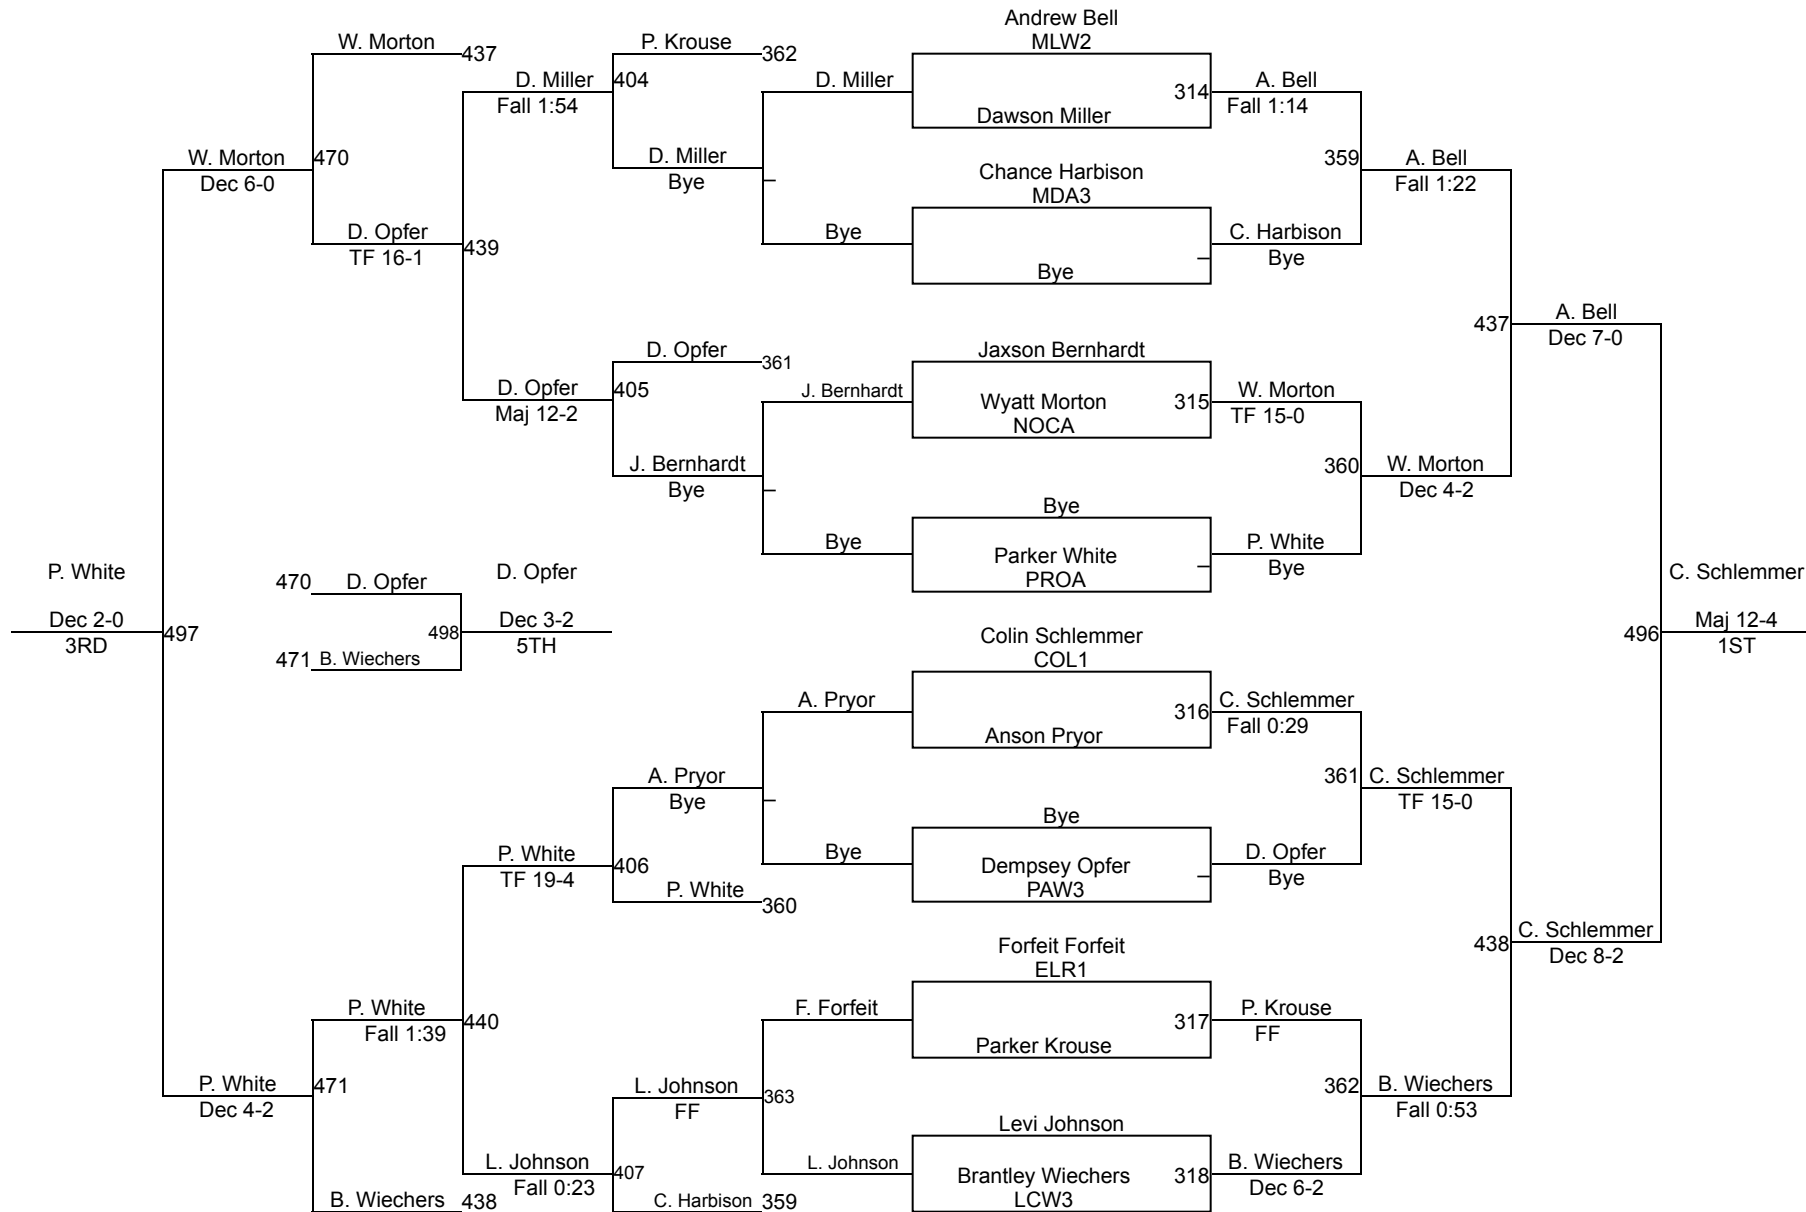 Andrew Bell
MLW2
W. Morton 437
P. Krouse 362
D. Miller 404
Fall 1:54
D. Miller
314
A. Bell
Fall 1:14
Dawson Miller
W. Morton 470
Dec 6-0
D. Miller
Bye
Chance Harbison
MDA3
359
A. Bell
Fall 1:22
D. Opfer 439
TF 16-1
Bye
C. Harbison
Bye
Bye
437
A. Bell
Dec 7-0
D. Opfer 361
Jaxson Bernhardt
D. Opfer 405
Maj 12-2
J. Bernhardt
Wyatt Morton
NOCA
315
W. Morton
TF 15-0
J. Bernhardt
Bye
360
W. Morton
Dec 4-2
Bye
Bye
Parker White
PROA
P. White
Bye
P. White
Dec 2-0
3RD
497
470 D. Opfer
471 B. Wiechers
498
D. Opfer
Dec 3-2
5TH
C. Schlemmer
496
Maj 12-4
1ST
Colin Schlemmer
COL1
A. Pryor
316
C. Schlemmer
Fall 0:29
Anson Pryor
A. Pryor
Bye
361
C. Schlemmer
TF 15-0
Bye
P. White 406
TF 19-4
Bye
Dempsey Opfer
PAW3
D. Opfer
Bye
P. White 360
438
C. Schlemmer
Dec 8-2
Forfeit Forfeit
ELR1
P. White 440
Fall 1:39
F. Forfeit
317
P. Krouse
FF
Parker Krouse
P. White 471
Dec 4-2
L. Johnson 363
FF
362
B. Wiechers
Fall 0:53
Levi Johnson
L. Johnson 407
Fall 0:23
L. Johnson
Brantley Wiechers
LCW3
318
B. Wiechers
Dec 6-2
B. Wiechers 438
C. Harbison 359